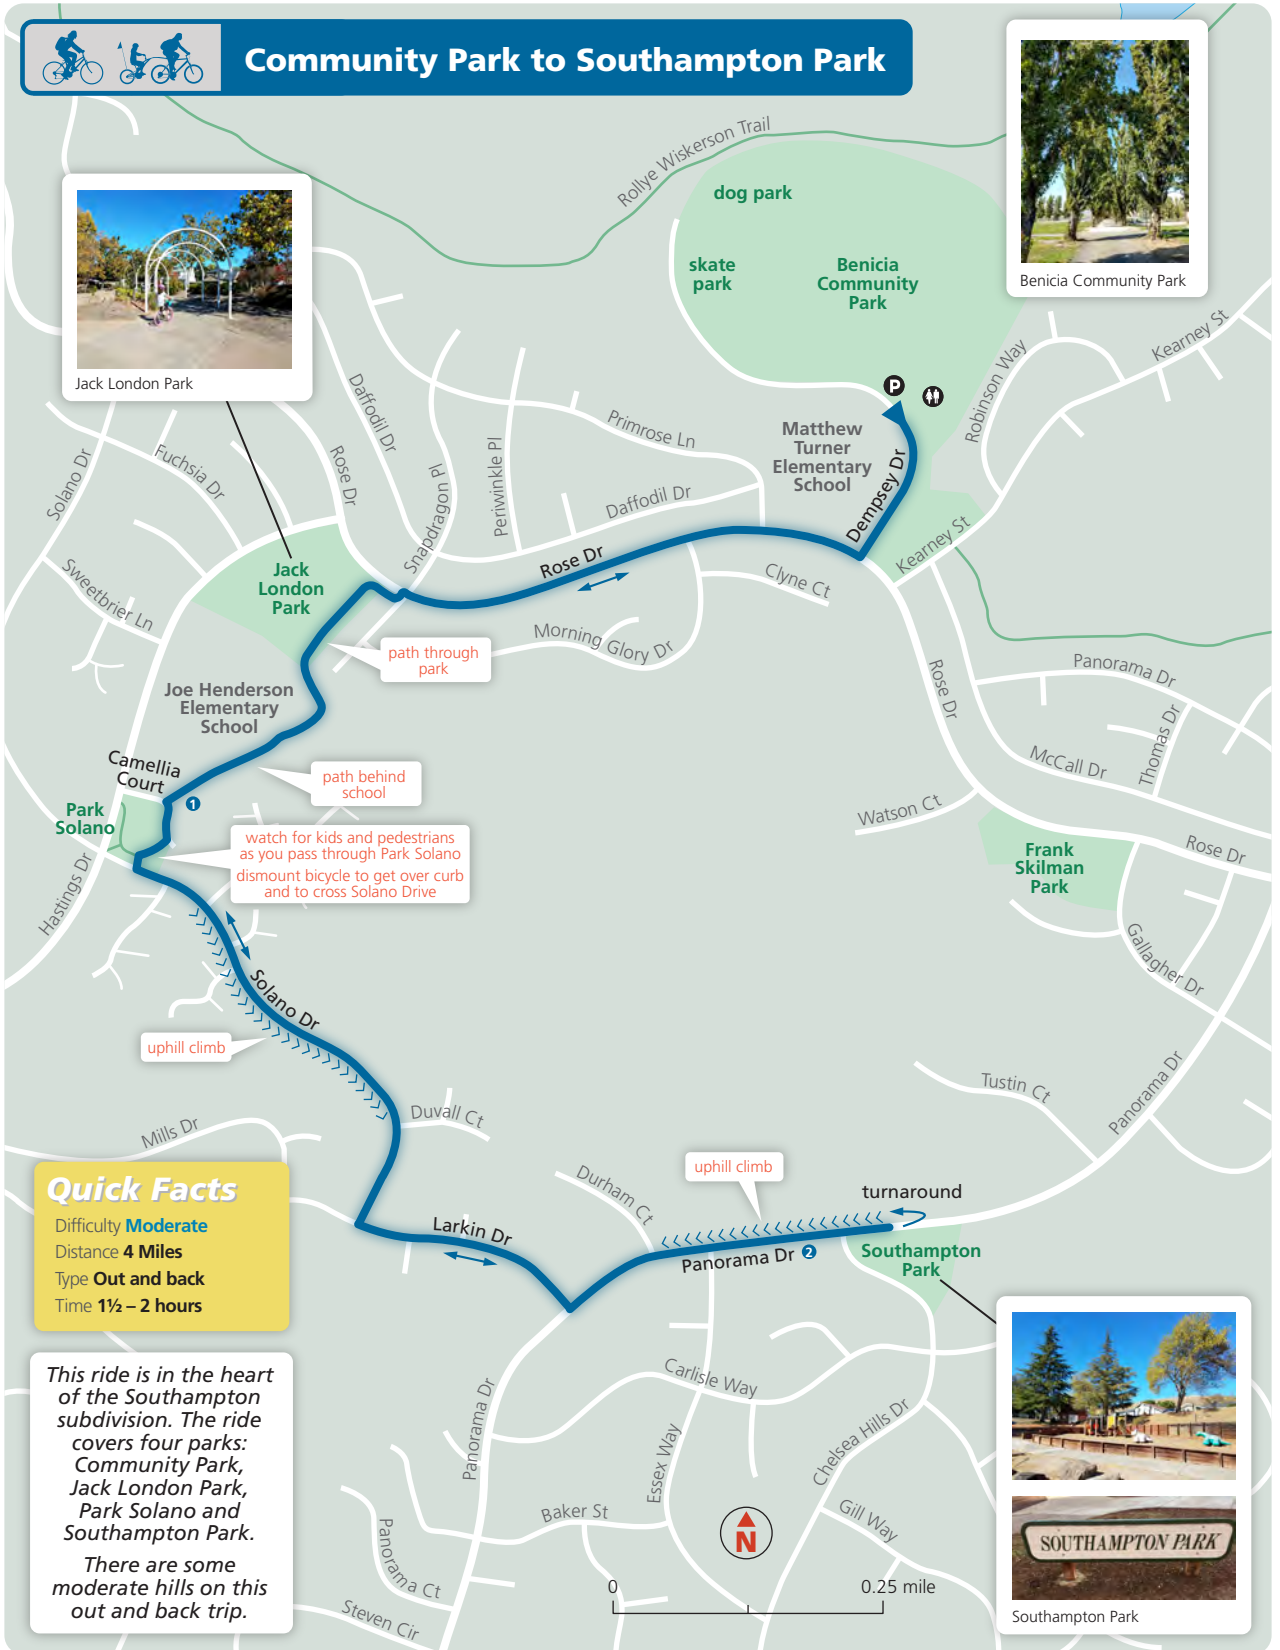 Community Park to Southampton Park
Rollye Wiskerson Trail
dog park
skate
park
Benicia
Community
Park
Benicia Community Park
Jack London Park
Kearney St
Robinson Way
P
Matthew
Turner
Elementary
School
Dempsey Dr
Kearney St
Primrose Ln
Daffodil Dr
Daffodil Dr
Periwinkle Pl
Snapdragon Pl
Rose Dr
Fuchsia Dr
Solano Dr
Sweetbrier Ln
Jack
London
Park
Rose Dr
Clyne Ct
Morning Glory Dr
path through
park
Joe Henderson
Elementary
School
Camellia
Court
path behind
school
1
Park
Solano
watch for kids and pedestrians
as you pass through Park Solano
dismount bicycle to get over curb
and to cross Solano Drive
Hastings Dr
Solano Dr
uphill climb
Rose Dr
Panorama Dr
Thomas Dr
McCall Dr
Watson Ct
Rose Dr
Frank
Skilman
Park
Gallagher Dr
Tustin Ct
Panorama Dr
Mills Dr
Duvall Ct
Durham Ct
uphill climb
turnaround
Larkin Dr
Panorama Dr
2
Southampton
Park
Quick Facts
Difficulty Moderate
Distance 4 Miles
Type Out and back
Time 1½ – 2 hours
This ride is in the heart
of the Southampton
subdivision. The ride
covers four parks:
Community Park,
Jack London Park,
Park Solano and
Southampton Park.
There are some
moderate hills on this
out and back trip.
Panorama Dr
Carlisle Way
Essex Way
Chelsea Hills Dr
Gill Way
Baker St
Panorama Ct
Steven Cir
N
0
0.25 mile
SOUTHAMPTON PARK
Southampton Park